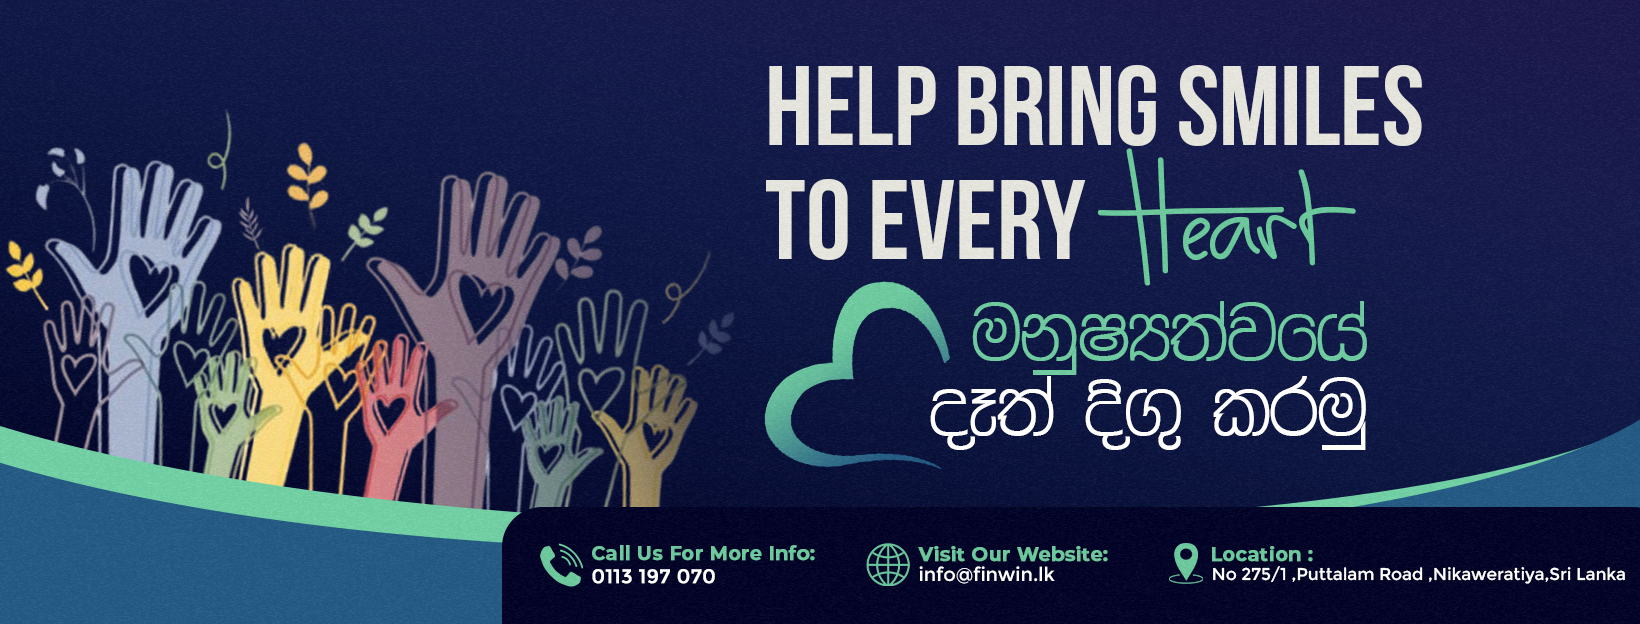 HELP BRING SMILES
TO EVERY Heart
මනුෂ්‍යත්වයේ
දෑත් දිගු කරමු
Call Us For More Info:
0113 197 070
Visit Our Website:
info@finwin.lk
Location :
No 275/1 ,Puttalam Road ,Nikaweratiya,Sri Lanka